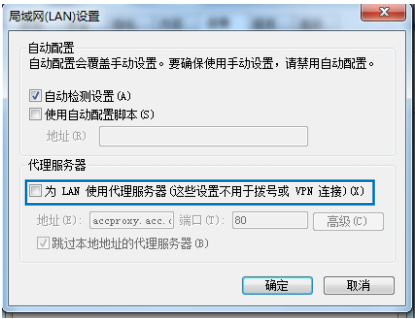 局域网(LAN)设置
自动配置
自动配置会覆盖手动设置。要确保使用手动设置，请禁用自动配置。
自动检测设置(A)
使用自动配置脚本(S)
地址(R)
代理服务器
为 LAN 使用代理服务器(这些设置不用于拨号或 VPN 连接)(X)
地址(E): accproxy.acc. 端口(T): 80 高级(C)
跳过本地地址的代理服务器(B)
确定 取消